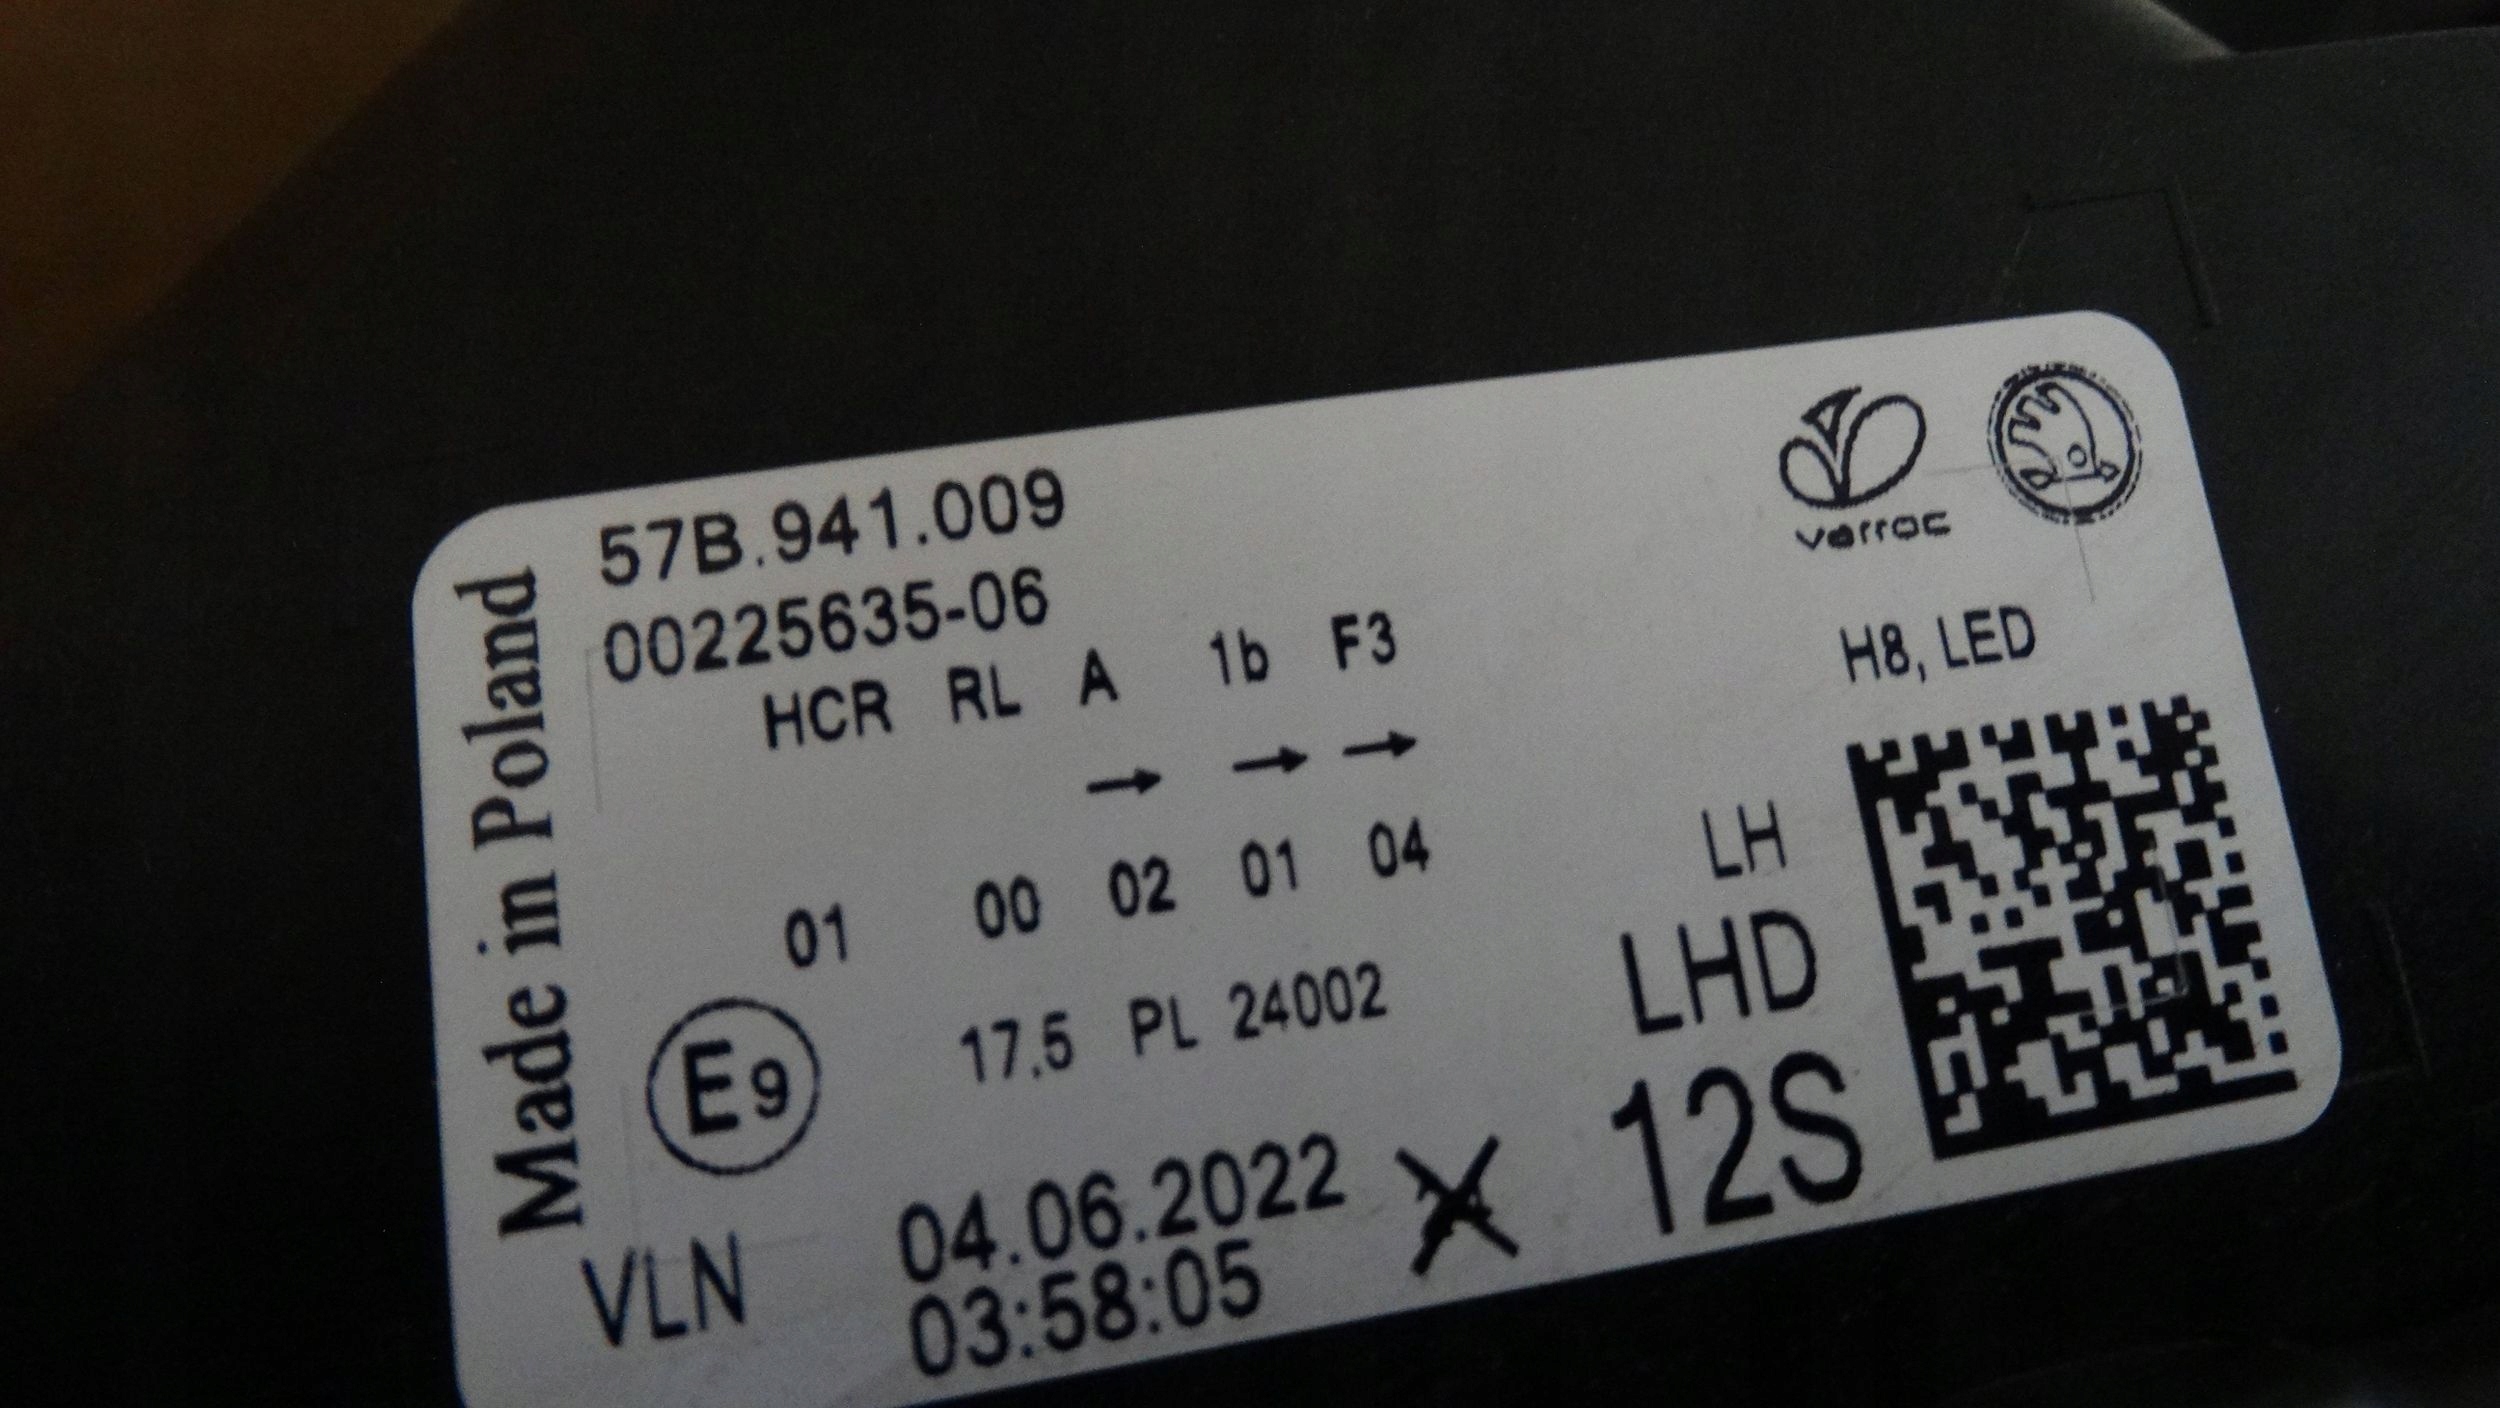 Made in Poland
57B.941.009
00225635-06
HCR RL A 1b F3
→ → →
01 00 02 01 04
E9
17.5 PL 24002
VLN
04.06.2022
03:58:05
varroc
H8, LED
LH
LHD
12S